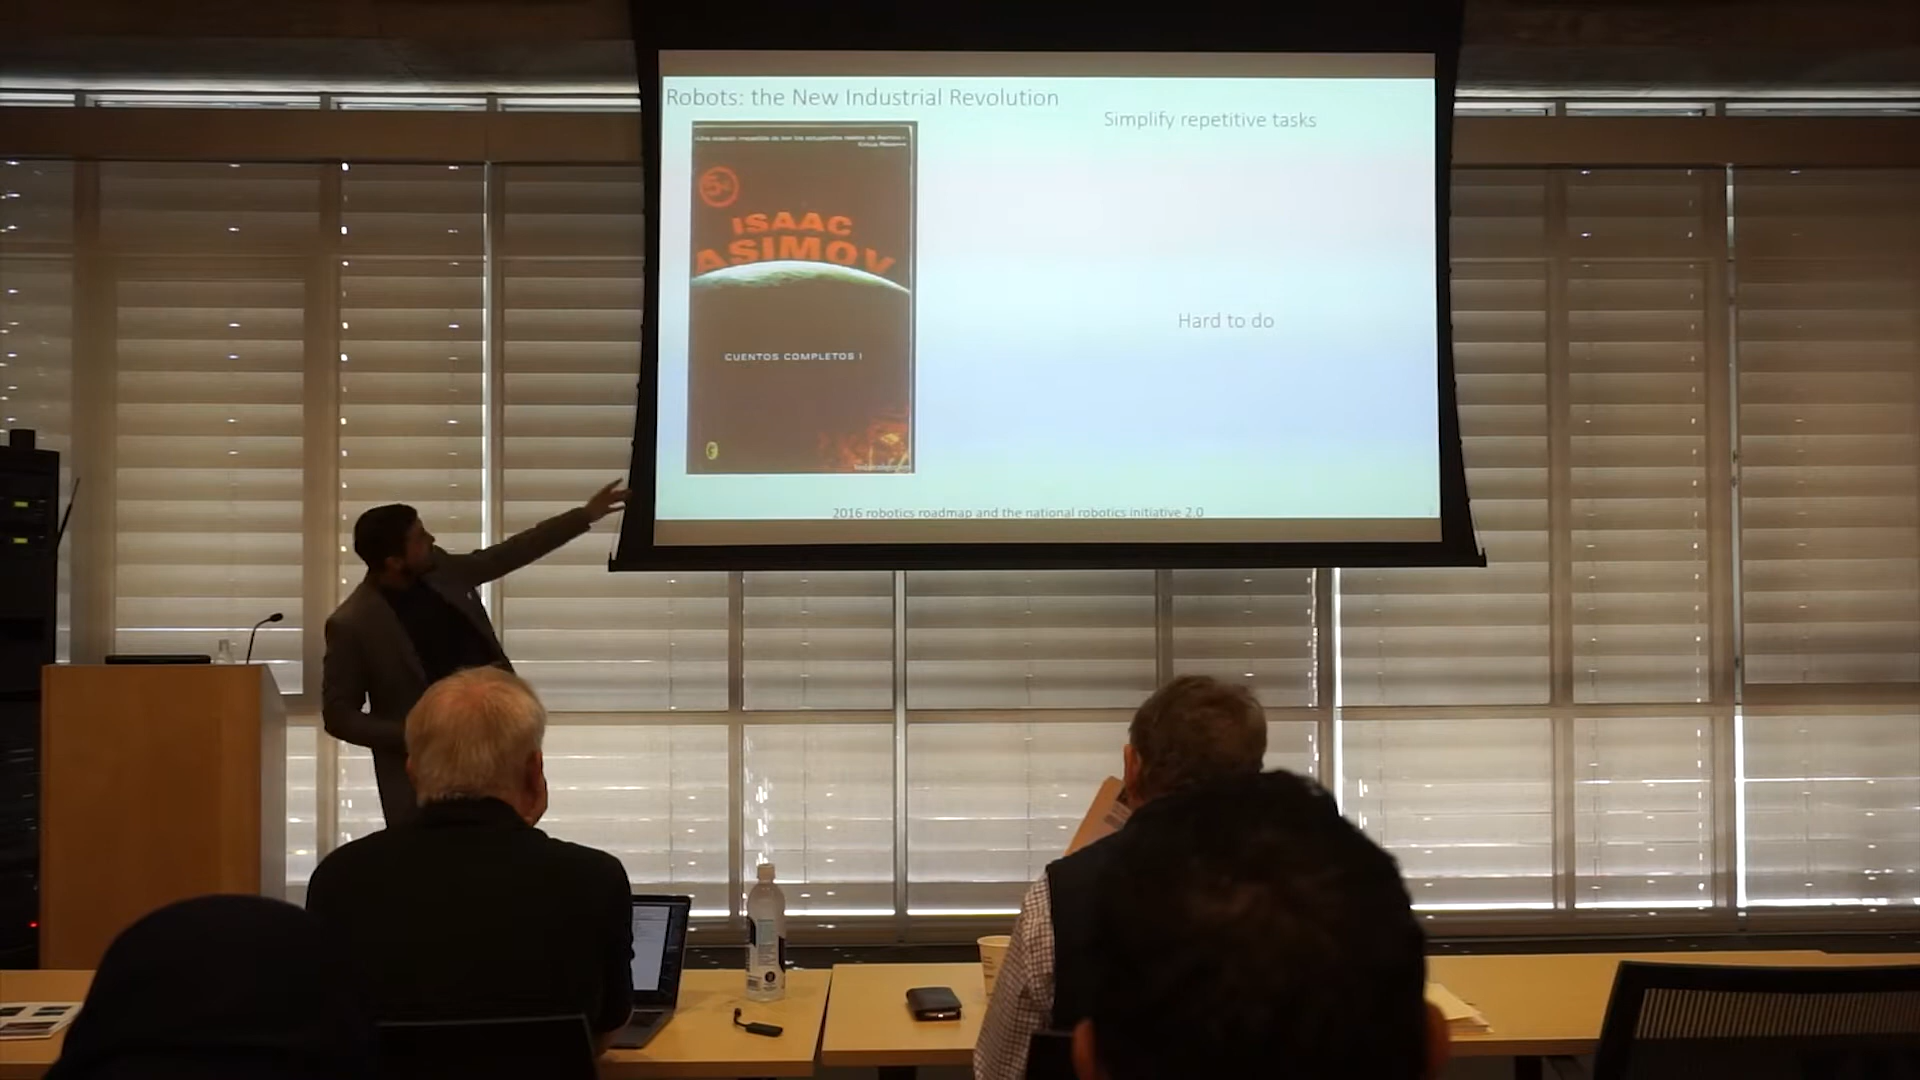 Robots: the New Industrial Revolution
Simplify repetitive tasks
5
ISAAC
ASIMOV
Hard to do
CUENTOS COMPLETOS I
2016 robotics roadmap and the national robotics initiative 2.0